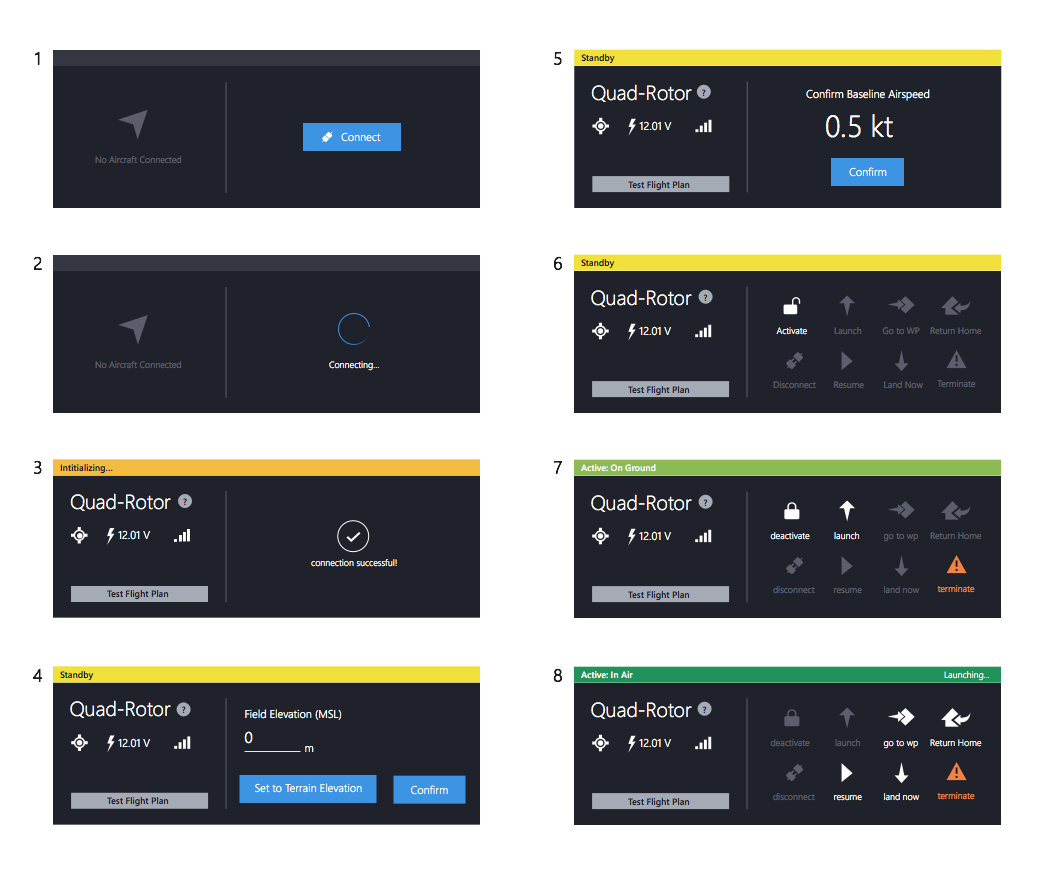 1
No Aircraft Connected
Connect
2
No Aircraft Connected
Connecting...
3
Intitializing...
Quad-Rotor ?
12.01 V
connection successful!
Test Flight Plan
4
Standby
Quad-Rotor ?
12.01 V
Test Flight Plan
Field Elevation (MSL)
0 m
Set to Terrain Elevation
Confirm
5
Standby
Quad-Rotor ?
12.01 V
Test Flight Plan
Confirm Baseline Airspeed
0.5 kt
Confirm
6
Standby
Quad-Rotor ?
12.01 V
Test Flight Plan
Activate Launch Go to WP Return Home
Disconnect Resume Land Now Terminate
7
Active: On Ground
Quad-Rotor ?
12.01 V
Test Flight Plan
deactivate launch go to wp Return Home
disconnect resume land now terminate
8
Active: In Air Launching...
Quad-Rotor ?
12.01 V
Test Flight Plan
deactivate launch go to wp Return Home
disconnect resume land now terminate